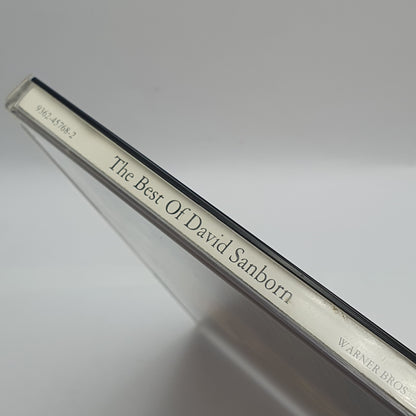 9362-45768-2
The Best Of David Sanborn
WARNER BROS